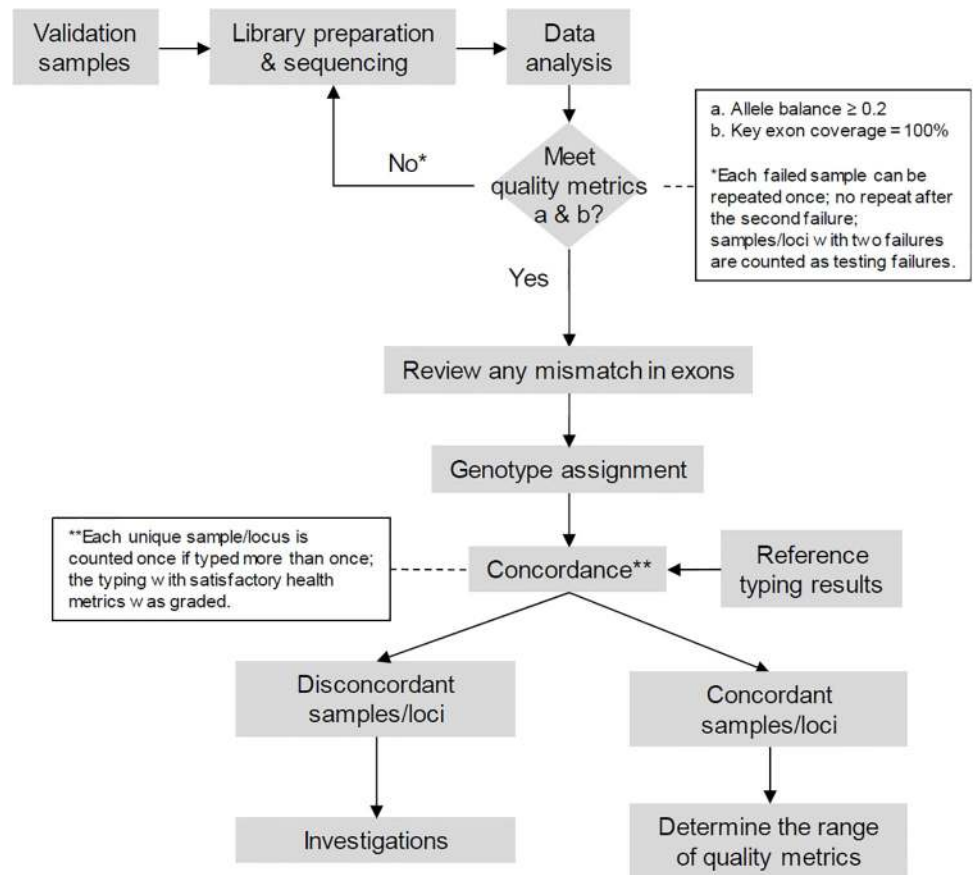 Validation
samples
Library preparation
& sequencing
Data
analysis
a. Allele balance ≥ 0.2
b. Key exon coverage = 100%
*Each failed sample can be
repeated once; no repeat after
the second failure;
samples/loci with two failures
are counted as testing failures.
No*
Meet
quality metrics
a & b?
Yes
Review any mismatch in exons
Genotype assignment
**Each unique sample/locus is
counted once if typed more than once;
the typing with satisfactory health
metrics was graded.
Concordance**
Reference
typing results
Disconcordant
samples/loci
Concordant
samples/loci
Investigations
Determine the range
of quality metrics